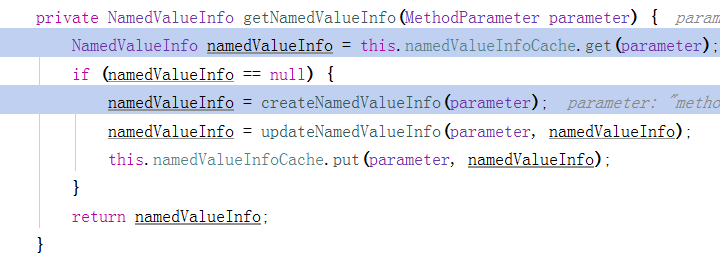 private NamedValueInfo getNamedValueInfo(MethodParameter parameter) {  param
NamedValueInfo namedValueInfo = this.namedValueInfoCache.get(parameter);
if (namedValueInfo == null) {
namedValueInfo = createNamedValueInfo(parameter);  parameter: "metho
namedValueInfo = updateNamedValueInfo(parameter, namedValueInfo);
this.namedValueInfoCache.put(parameter, namedValueInfo);
}
return namedValueInfo;
}